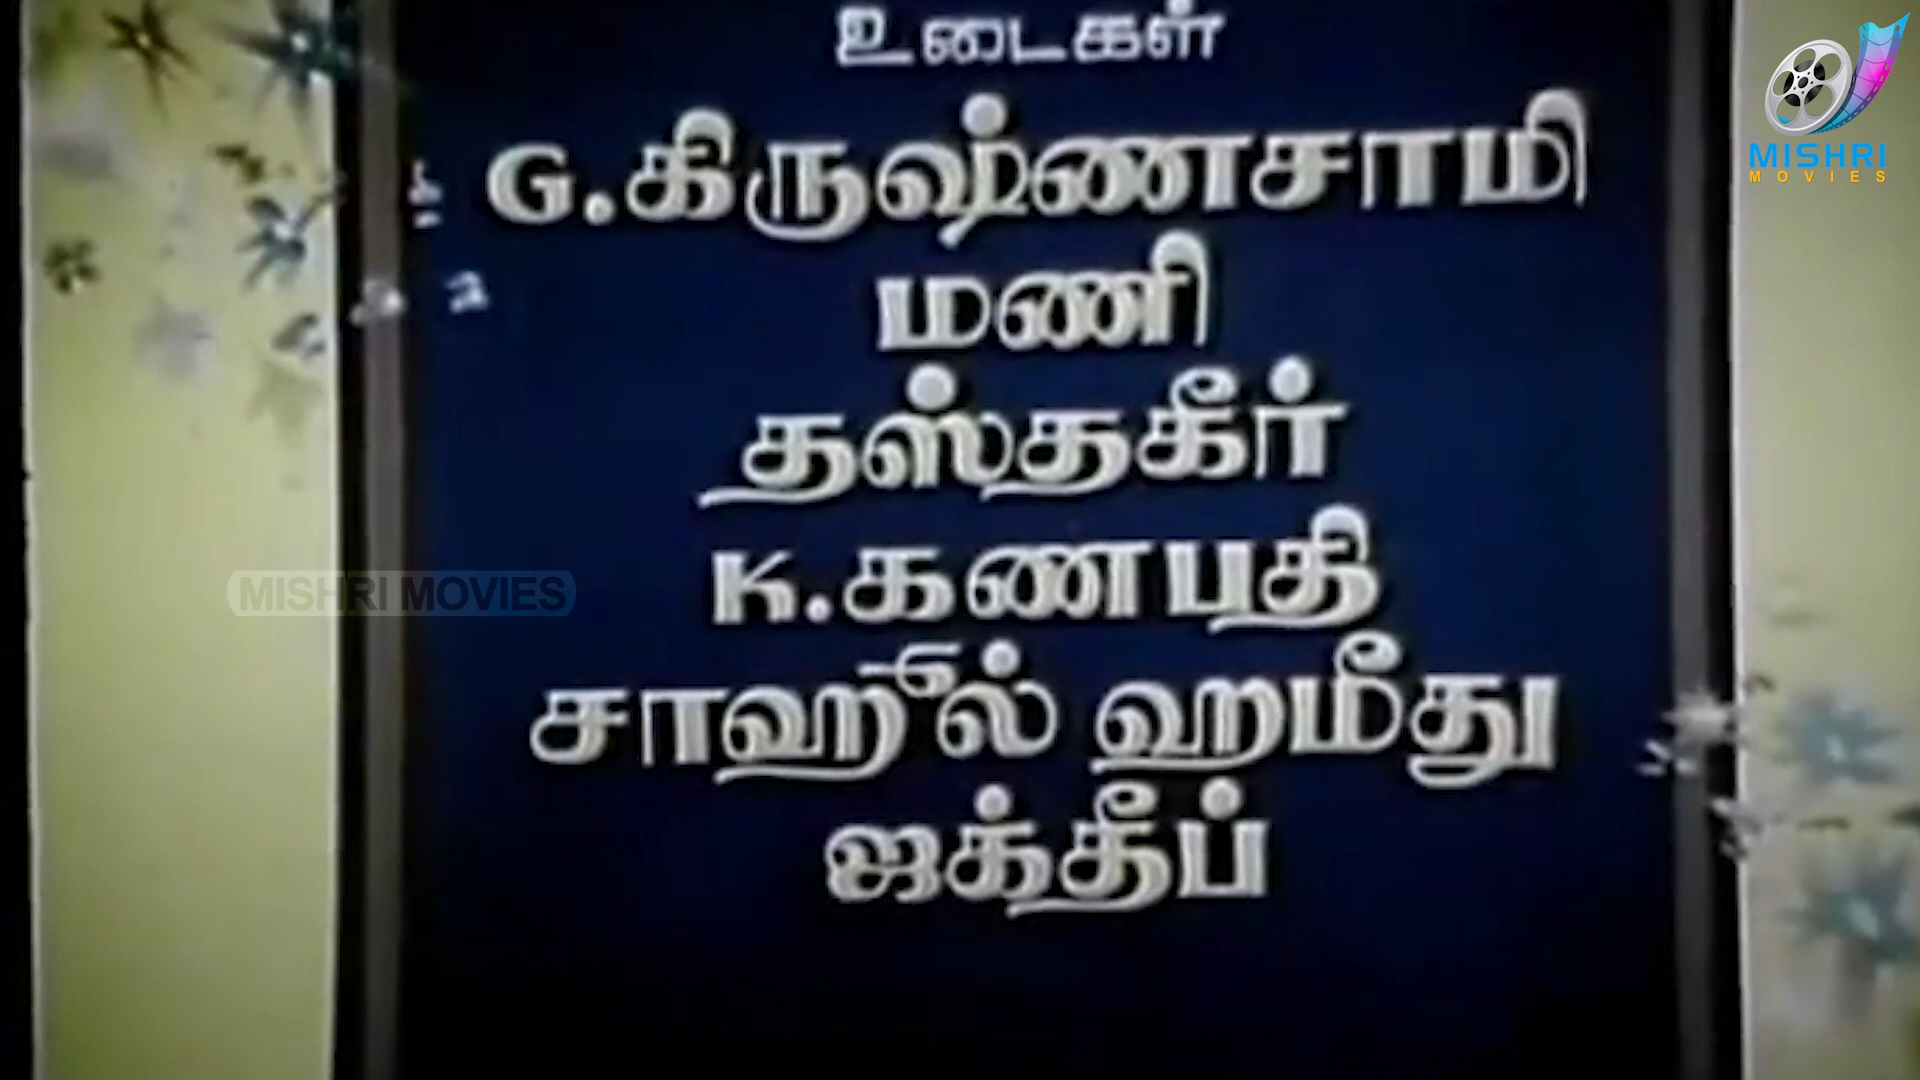 உடைகள்
G.கிருஷ்ணசாமி
மணி
தஸ்தகீர்
K.கணபதி
சாஹுல் ஹமீது
ஜக்தீப்
MISHRI MOVIES
MISHRI
MOVIES